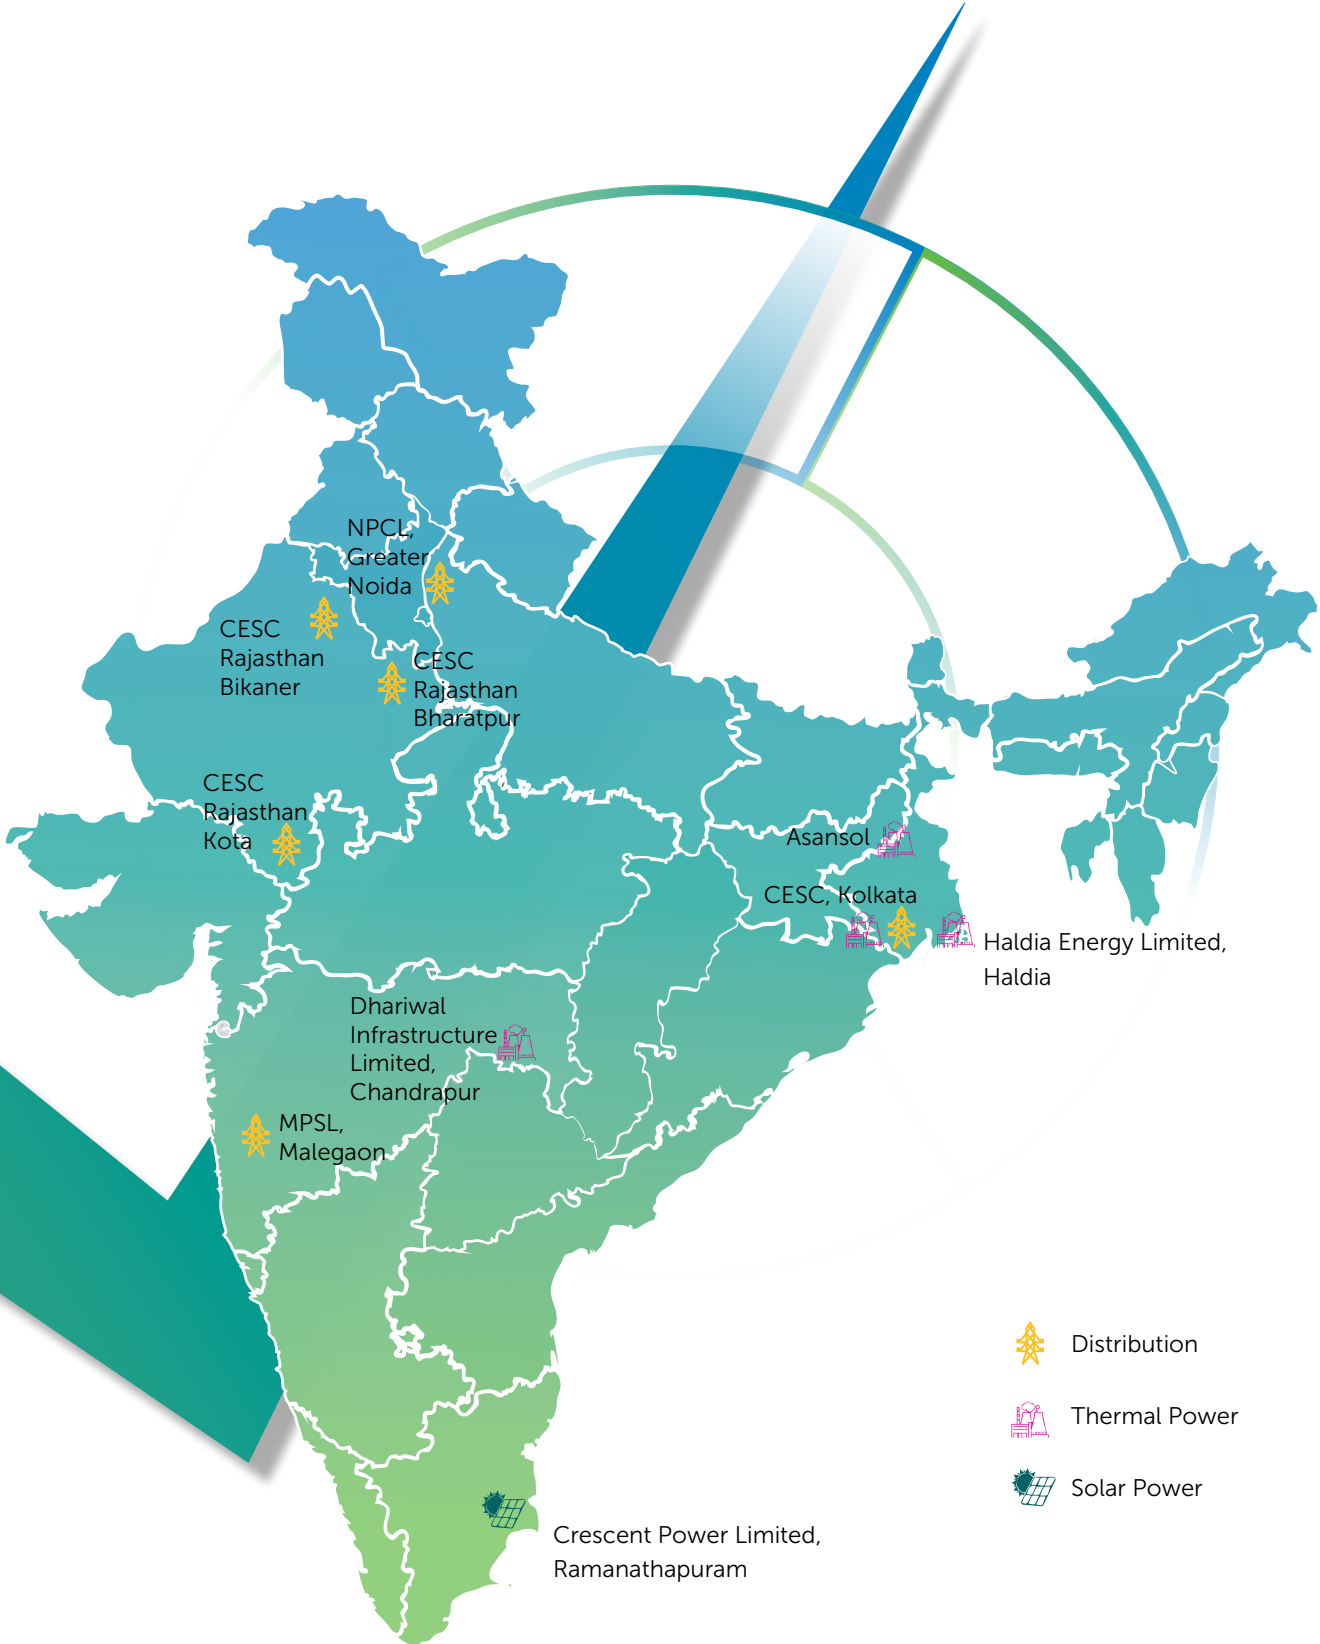 NPCL,
Greater
Noida
CESC
Rajasthan
Bikaner
CESC
Rajasthan
Bharatpur
CESC
Rajasthan
Kota
Asansol
CESC, Kolkata
Haldia Energy Limited,
Haldia
Dhariwal
Infrastructure
Limited,
Chandrapur
MPSL,
Malegaon
Distribution
Thermal Power
Solar Power
Crescent Power Limited,
Ramanathapuram